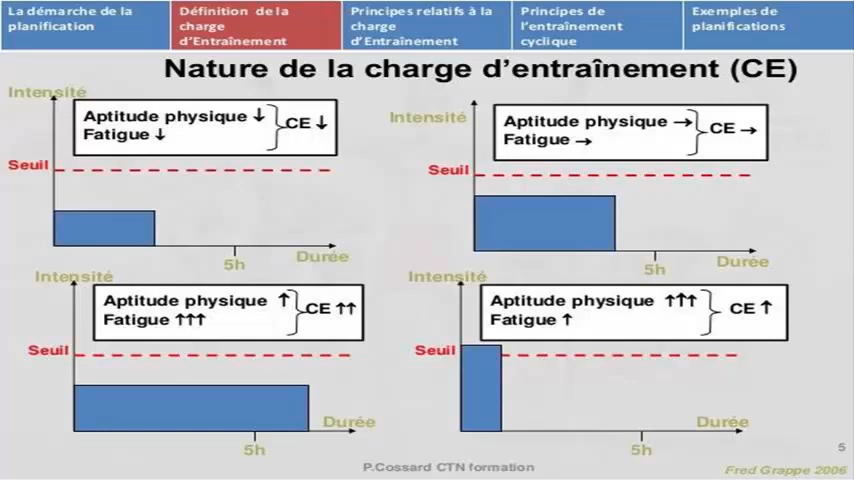 La démarche de la
planification
Définition de la
charge
d'Entraînement
Principes relatifs à la
charge
d'Entraînement
Principes de
l'entraînement
cyclique
Exemples de
planifications
Nature de la charge d'entraînement (CE)
Intensité
Aptitude physique ↓
Fatigue ↓
CE ↓
Seuil
5h
Durée
Intensité
Aptitude physique →
Fatigue →
CE →
Seuil
5h
Durée
Intensité
Aptitude physique ↑
Fatigue ↑↑↑
CE ↑↑
Seuil
5h
Durée
Intensité
Aptitude physique ↑↑↑
Fatigue ↑
CE ↑
Seuil
5h
Durée
5
P.Cossard CTN formation
Fred Grappe 2006